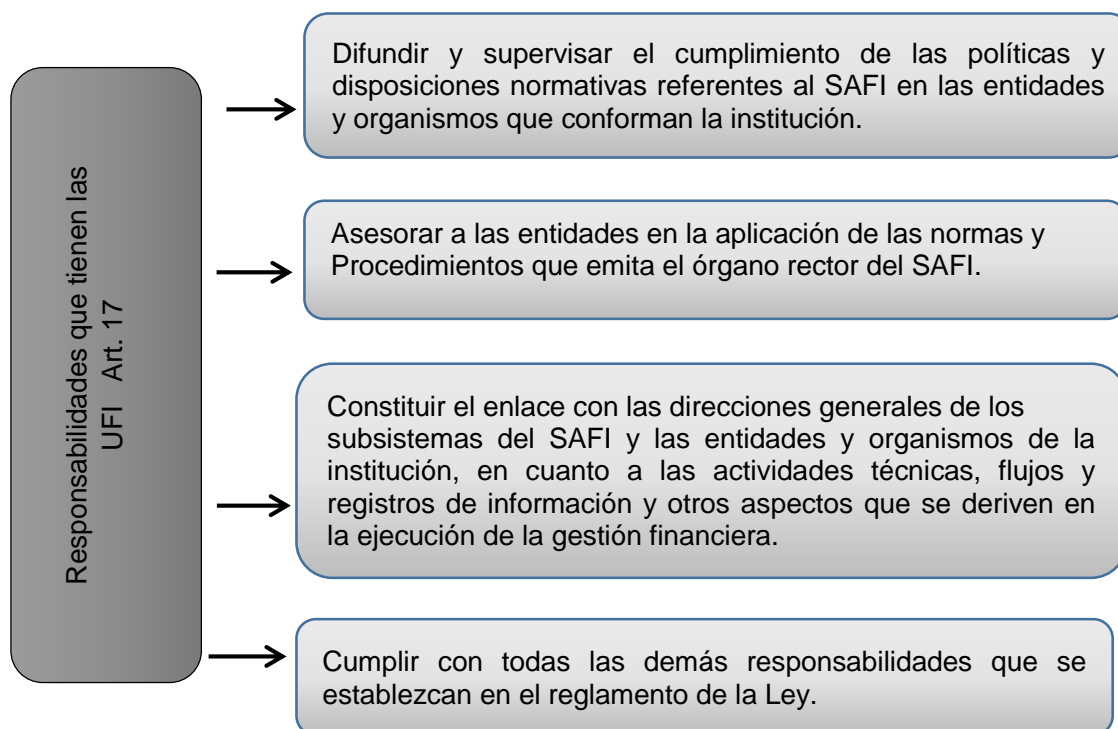 Responsabilidades que tienen las
UFI Art. 17
Difundir y supervisar el cumplimiento de las políticas y
disposiciones normativas referentes al SAFI en las entidades
y organismos que conforman la institución.
Asesorar a las entidades en la aplicación de las normas y
Procedimientos que emita el órgano rector del SAFI.
Constituir el enlace con las direcciones generales de los
subsistemas del SAFI y las entidades y organismos de la
institución, en cuanto a las actividades técnicas, flujos y
registros de información y otros aspectos que se deriven en
la ejecución de la gestión financiera.
Cumplir con todas las demás responsabilidades que se
establezcan en el reglamento de la Ley.